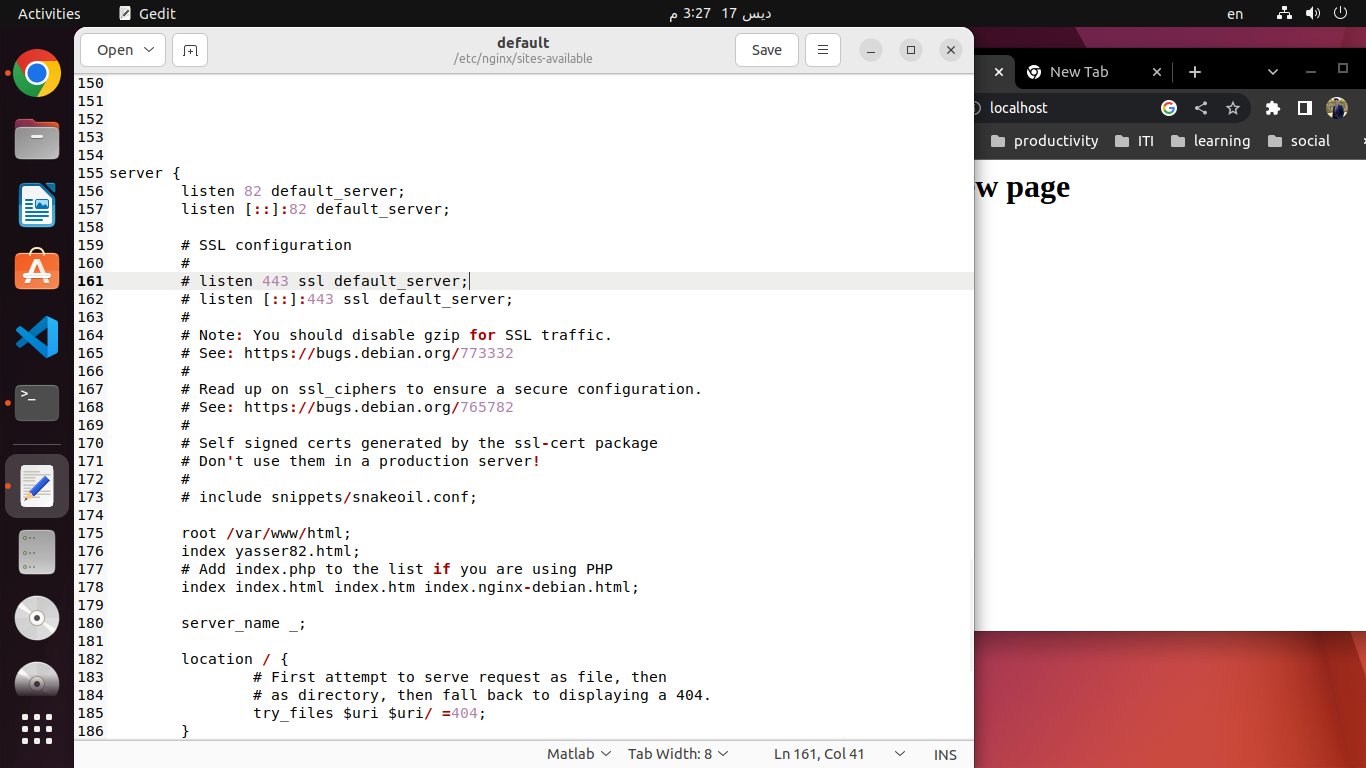 Activities
Gedit
ديس 17 3:27 م
en
Open
default
/etc/nginx/sites-available
Save
150
151
152
153
154
155 server {
156 listen 82 default_server;
157 listen [::]:82 default_server;
158
159 # SSL configuration
160 #
161 # listen 443 ssl default_server;
162 # listen [::]:443 ssl default_server;
163 #
164 # Note: You should disable gzip for SSL traffic.
165 # See: https://bugs.debian.org/773332
166 #
167 # Read up on ssl_ciphers to ensure a secure configuration.
168 # See: https://bugs.debian.org/765782
169 #
170 # Self signed certs generated by the ssl-cert package
171 # Don't use them in a production server!
172 #
173 # include snippets/snakeoil.conf;
174
175 root /var/www/html;
176 index yasser82.html;
177 # Add index.php to the list if you are using PHP
178 index index.html index.htm index.nginx-debian.html;
179
180 server_name _;
181
182 location / {
183 # First attempt to serve request as file, then
184 # as directory, then fall back to displaying a 404.
185 try_files $uri $uri/ =404;
186 }
Matlab
Tab Width: 8
Ln 161, Col 41
INS
New Tab
localhost
productivity
ITI
learning
social
page